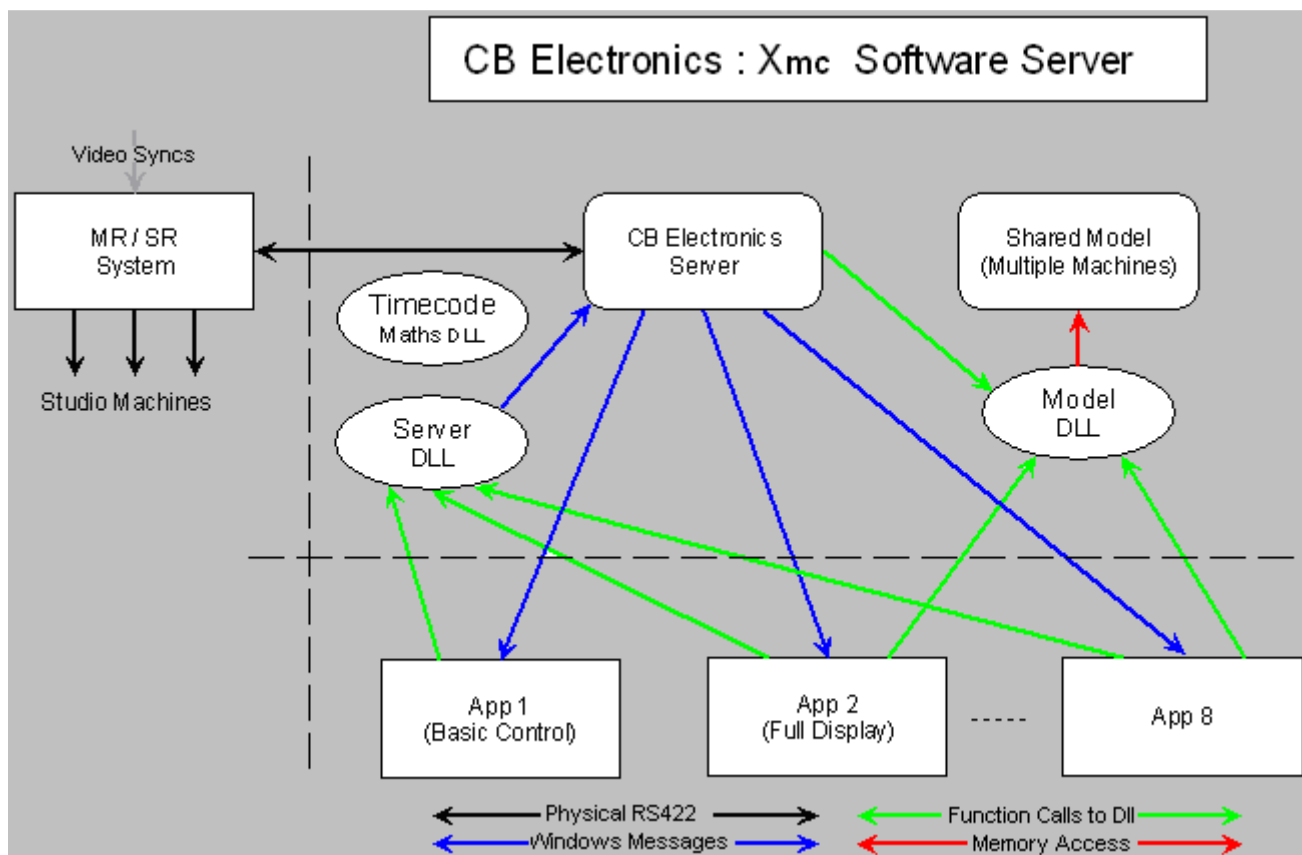 CB Electronics : Xmc Software Server
Video Syncs
MR / SR
System
Studio Machines
CB Electronics
Server
Shared Model
(Multiple Machines)
Timecode
Maths DLL
Server
DLL
Model
DLL
App 1
(Basic Control)
App 2
(Full Display)
-----
App 8
Physical RS422
Function Calls to Dll
Windows Messages
Memory Access